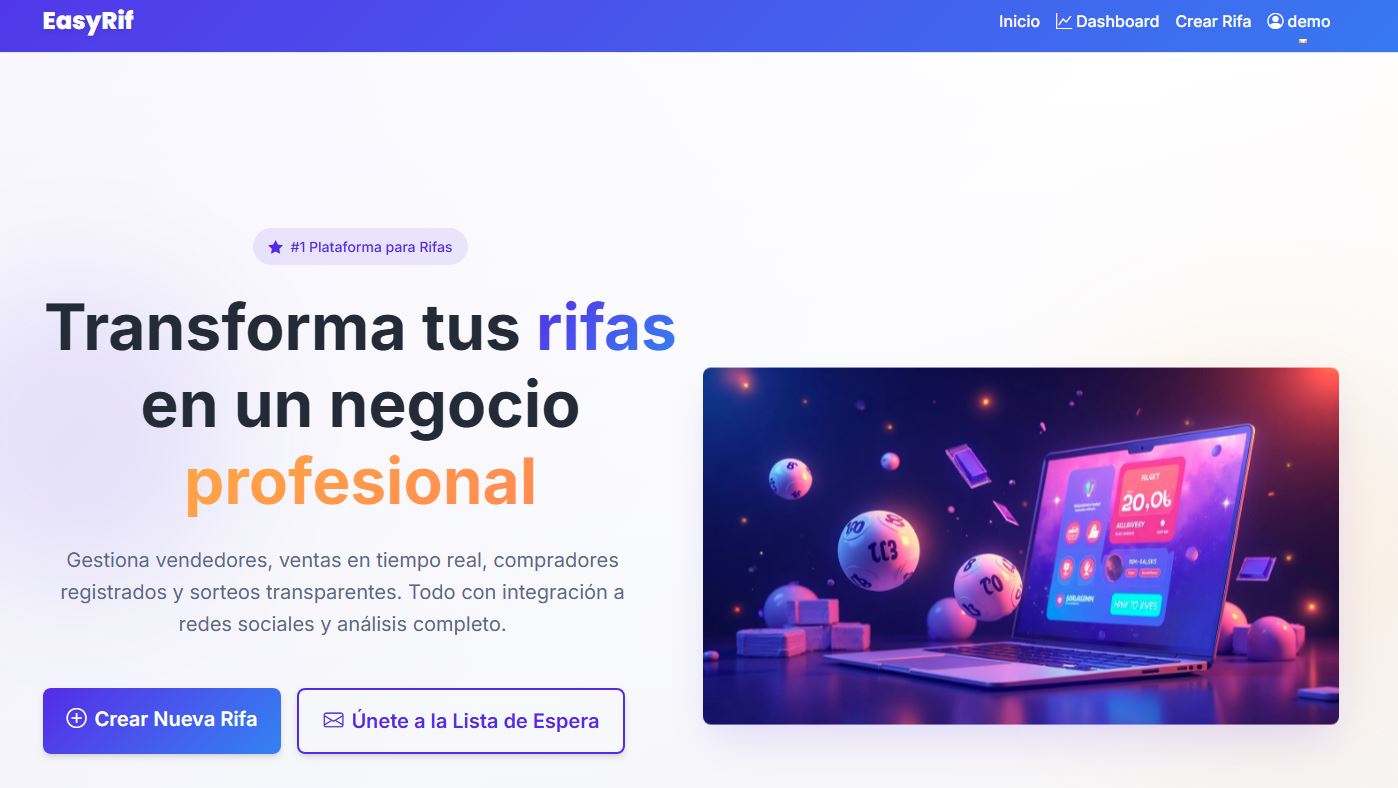 EasyRif
Inicio Dashboard Crear Rifa demo
#1 Plataforma para Rifas
Transforma tus rifas
en un negocio
profesional
Gestiona vendedores, ventas en tiempo real, compradores
registrados y sorteos transparentes. Todo con integración a
redes sociales y análisis completo.
Crear Nueva Rifa
Únete a la Lista de Espera
20,06